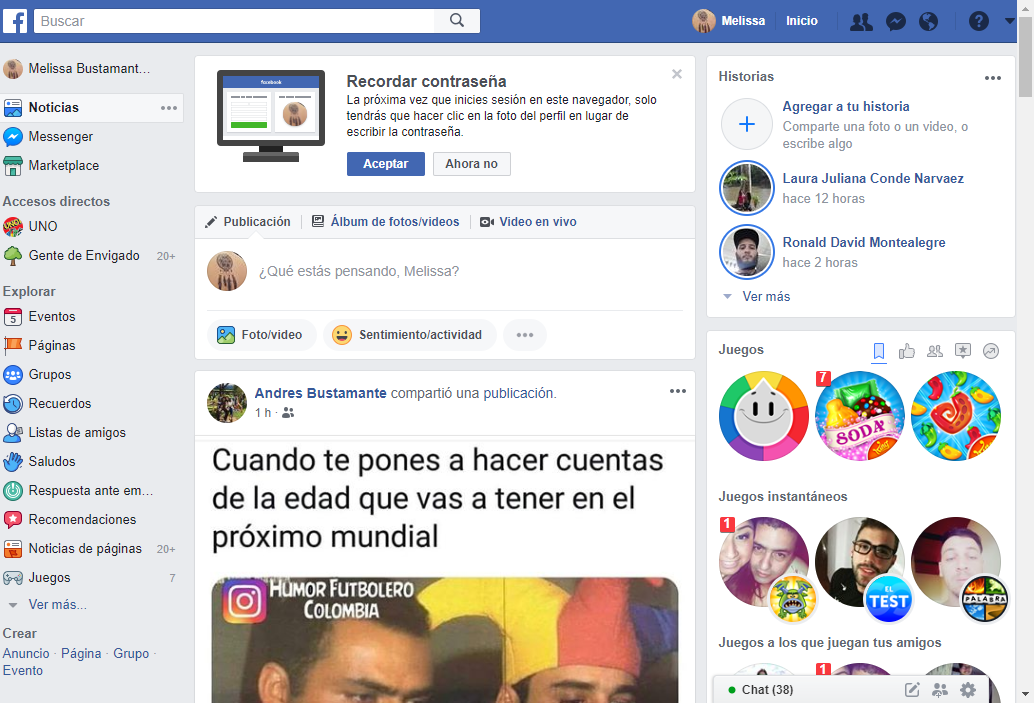 Buscar
Melissa
Inicio
Melissa Bustamant...
Noticias
Messenger
Marketplace
Accesos directos
UNO
Gente de Envigado 20+
Explorar
5
Eventos
Páginas
Grupos
Recuerdos
Listas de amigos
Saludos
Respuesta ante em...
Recomendaciones
Noticias de páginas 20+
Juegos 7
Ver más...
Crear
Anuncio · Página · Grupo ·
Evento
facebook
Recordar contraseña
La próxima vez que inicies sesión en este navegador, solo
tendrás que hacer clic en la foto del perfil en lugar de
escribir la contraseña.
Aceptar
Ahora no
Publicación
Álbum de fotos/videos
Video en vivo
¿Qué estás pensando, Melissa?
Foto/video
Sentimiento/actividad
Andres Bustamante compartió una publicación.
1 h ·
Cuando te pones a hacer cuentas
de la edad que vas a tener en el
próximo mundial
HUMOR FUTBOLERO
COLOMBIA
Historias
Agregar a tu historia
Comparte una foto o un video, o
escribe algo
Laura Juliana Conde Narvaez
hace 12 horas
Ronald David Montealegre
hace 2 horas
Ver más
Juegos
7
SODA
King
Juegos instantáneos
1
EL
TEST
PALABRA
Juegos a los que juegan tus amigos
1
Chat (38)